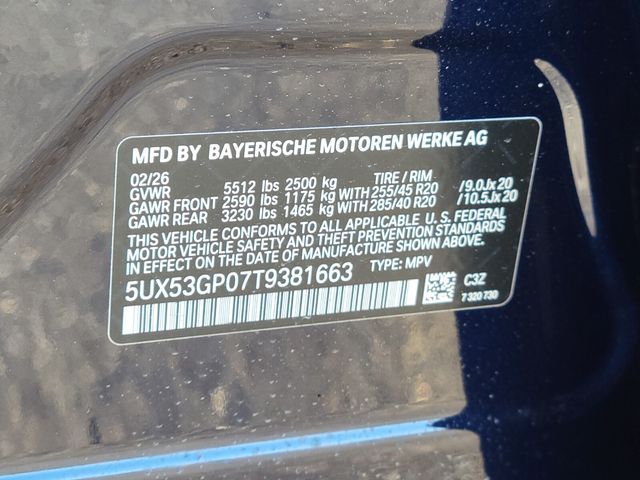 MFD BY BAYERISCHE MOTOREN WERKE AG
02/26 TIRE / RIM
GVWR 5512 lbs 2500 kg
GAWR FRONT 2590 lbs 1175 kg WITH 255/45 R20 /9.0Jx20
GAWR REAR 3230 lbs 1465 kg WITH 285/40 R20 /10.5Jx20
THIS VEHICLE CONFORMS TO ALL APPLICABLE U. S. FEDERAL
MOTOR VEHICLE SAFETY AND THEFT PREVENTION STANDARDS
IN EFFECT ON THE DATE OF MANUFACTURE SHOWN ABOVE.
5UX53GP07T9381663 TYPE: MPV
C3Z
7 320 730